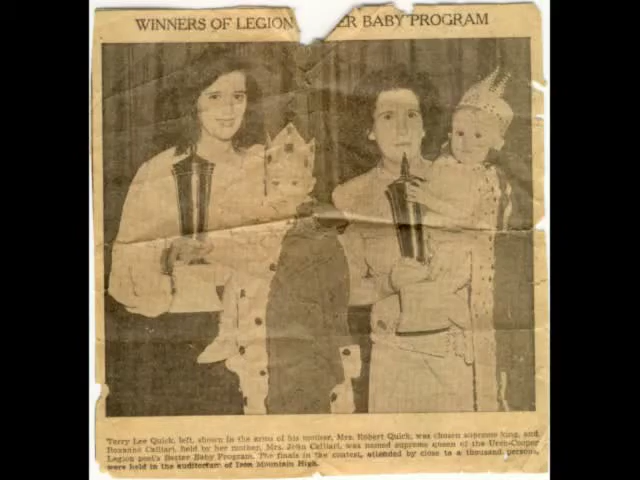 WINNERS OF LEGION ER BABY PROGRAM
Terry Lee Quick, left, shown in the arms of his mother, Mrs. Robert Quick, was chosen supreme king, and
Roxanne Calliari, held by her mother, Mrs. John Calliari, was named supreme queen of the Uren-Cooper
Legion post's Better Baby Program. The finals in the contest, attended by close to a thousand persons,
were held in the auditorium of Iron Mountain High.